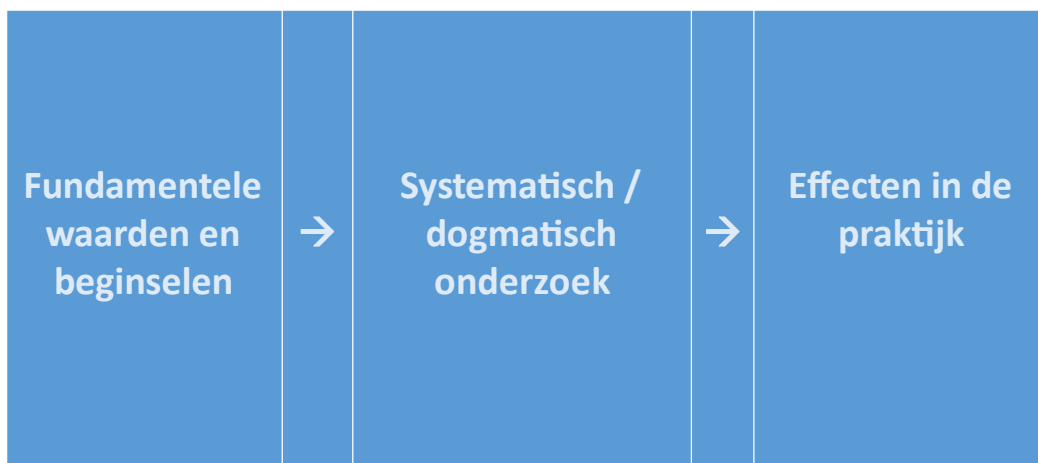 Fundamentele
waarden en
beginselen
→
Systematisch /
dogmatisch
onderzoek
→
Effecten in de
praktijk